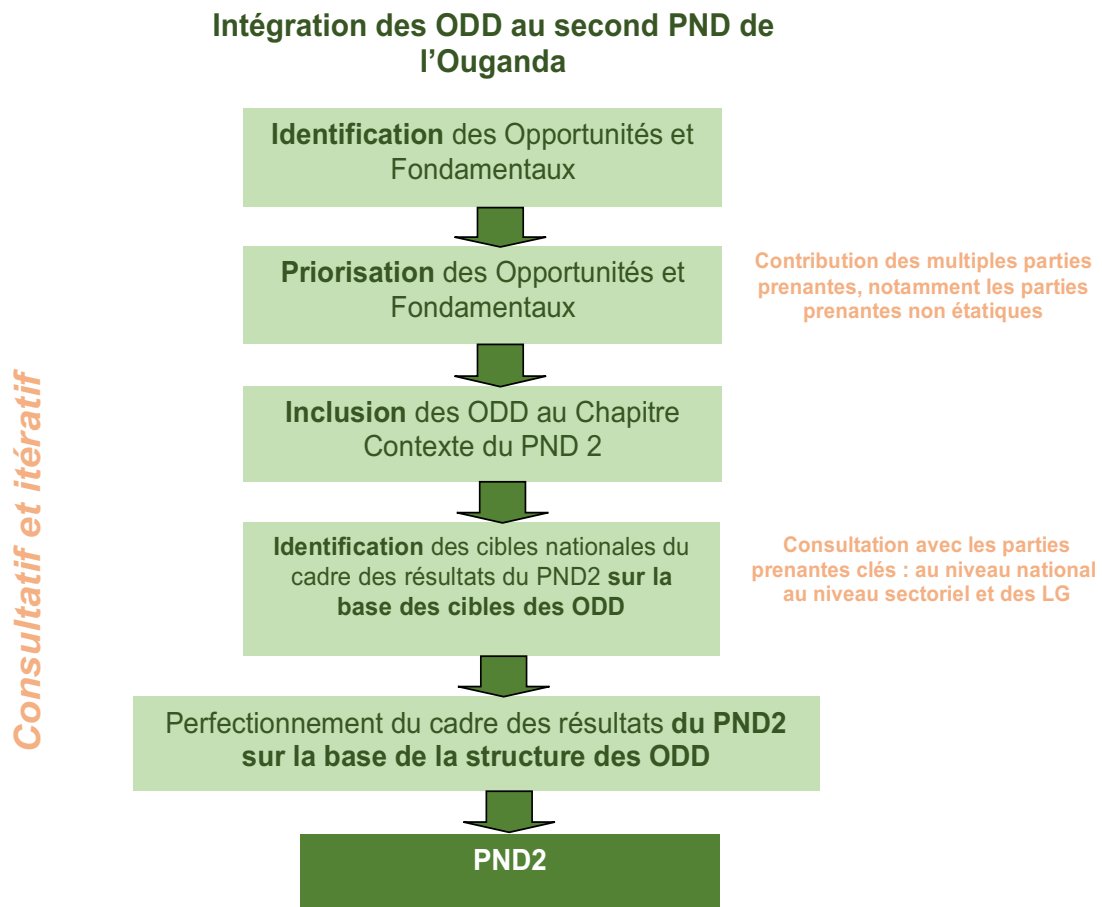 Intégration des ODD au second PND de
l'Ouganda
Identification des Opportunités et
Fondamentaux
Priorisation des Opportunités et
Fondamentaux
Contribution des multiples parties
prenantes, notamment les parties
prenantes non étatiques
Inclusion des ODD au Chapitre
Contexte du PND 2
Consultatif et itératif
Identification des cibles nationales du
cadre des résultats du PND2 sur la
base des cibles des ODD
Consultation avec les parties
prenantes clés : au niveau national
au niveau sectoriel et des LG
Perfectionnement du cadre des résultats du PND2
sur la base de la structure des ODD
PND2